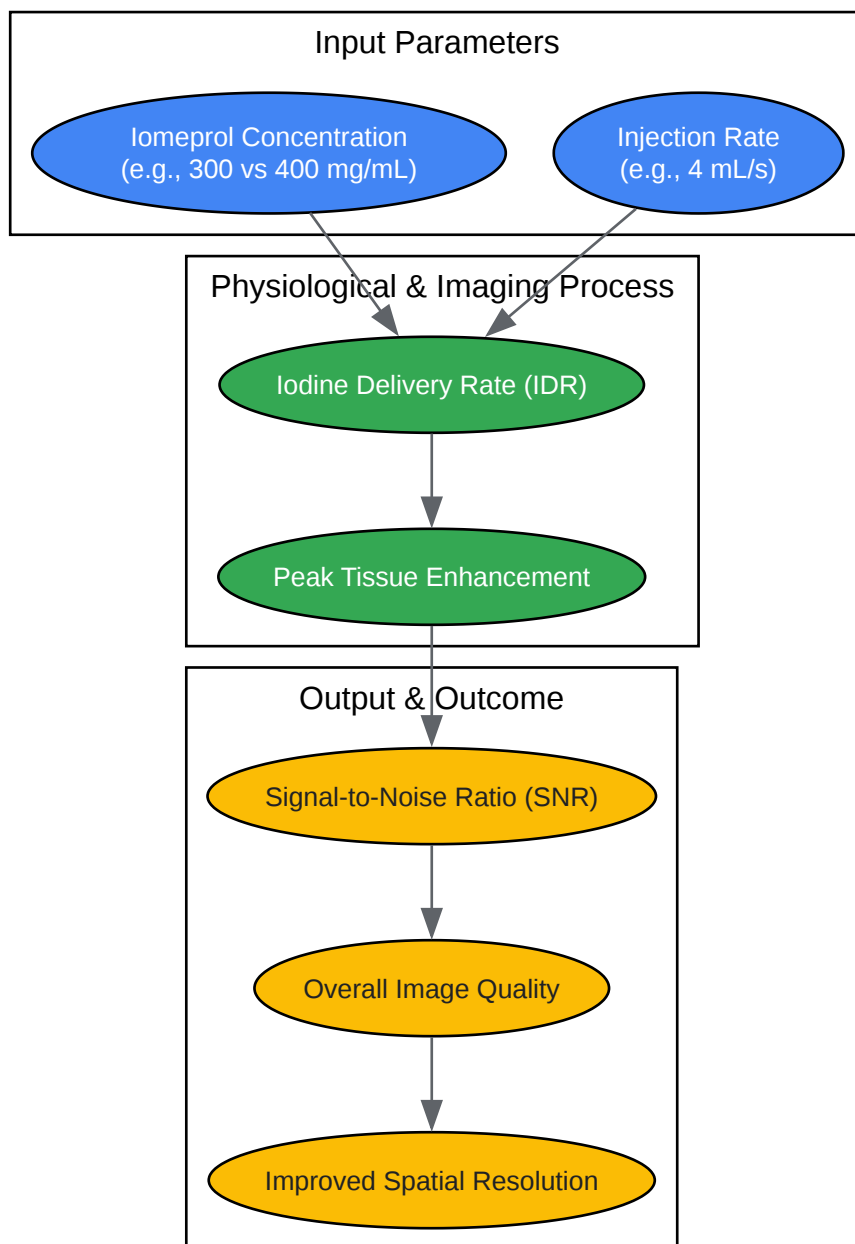 Input Parameters
Iomeprol Concentration
(e.g., 300 vs 400 mg/mL)
Injection Rate
(e.g., 4 mL/s)
Physiological & Imaging Process
Iodine Delivery Rate (IDR)
Peak Tissue Enhancement
Output & Outcome
Signal-to-Noise Ratio (SNR)
Overall Image Quality
Improved Spatial Resolution